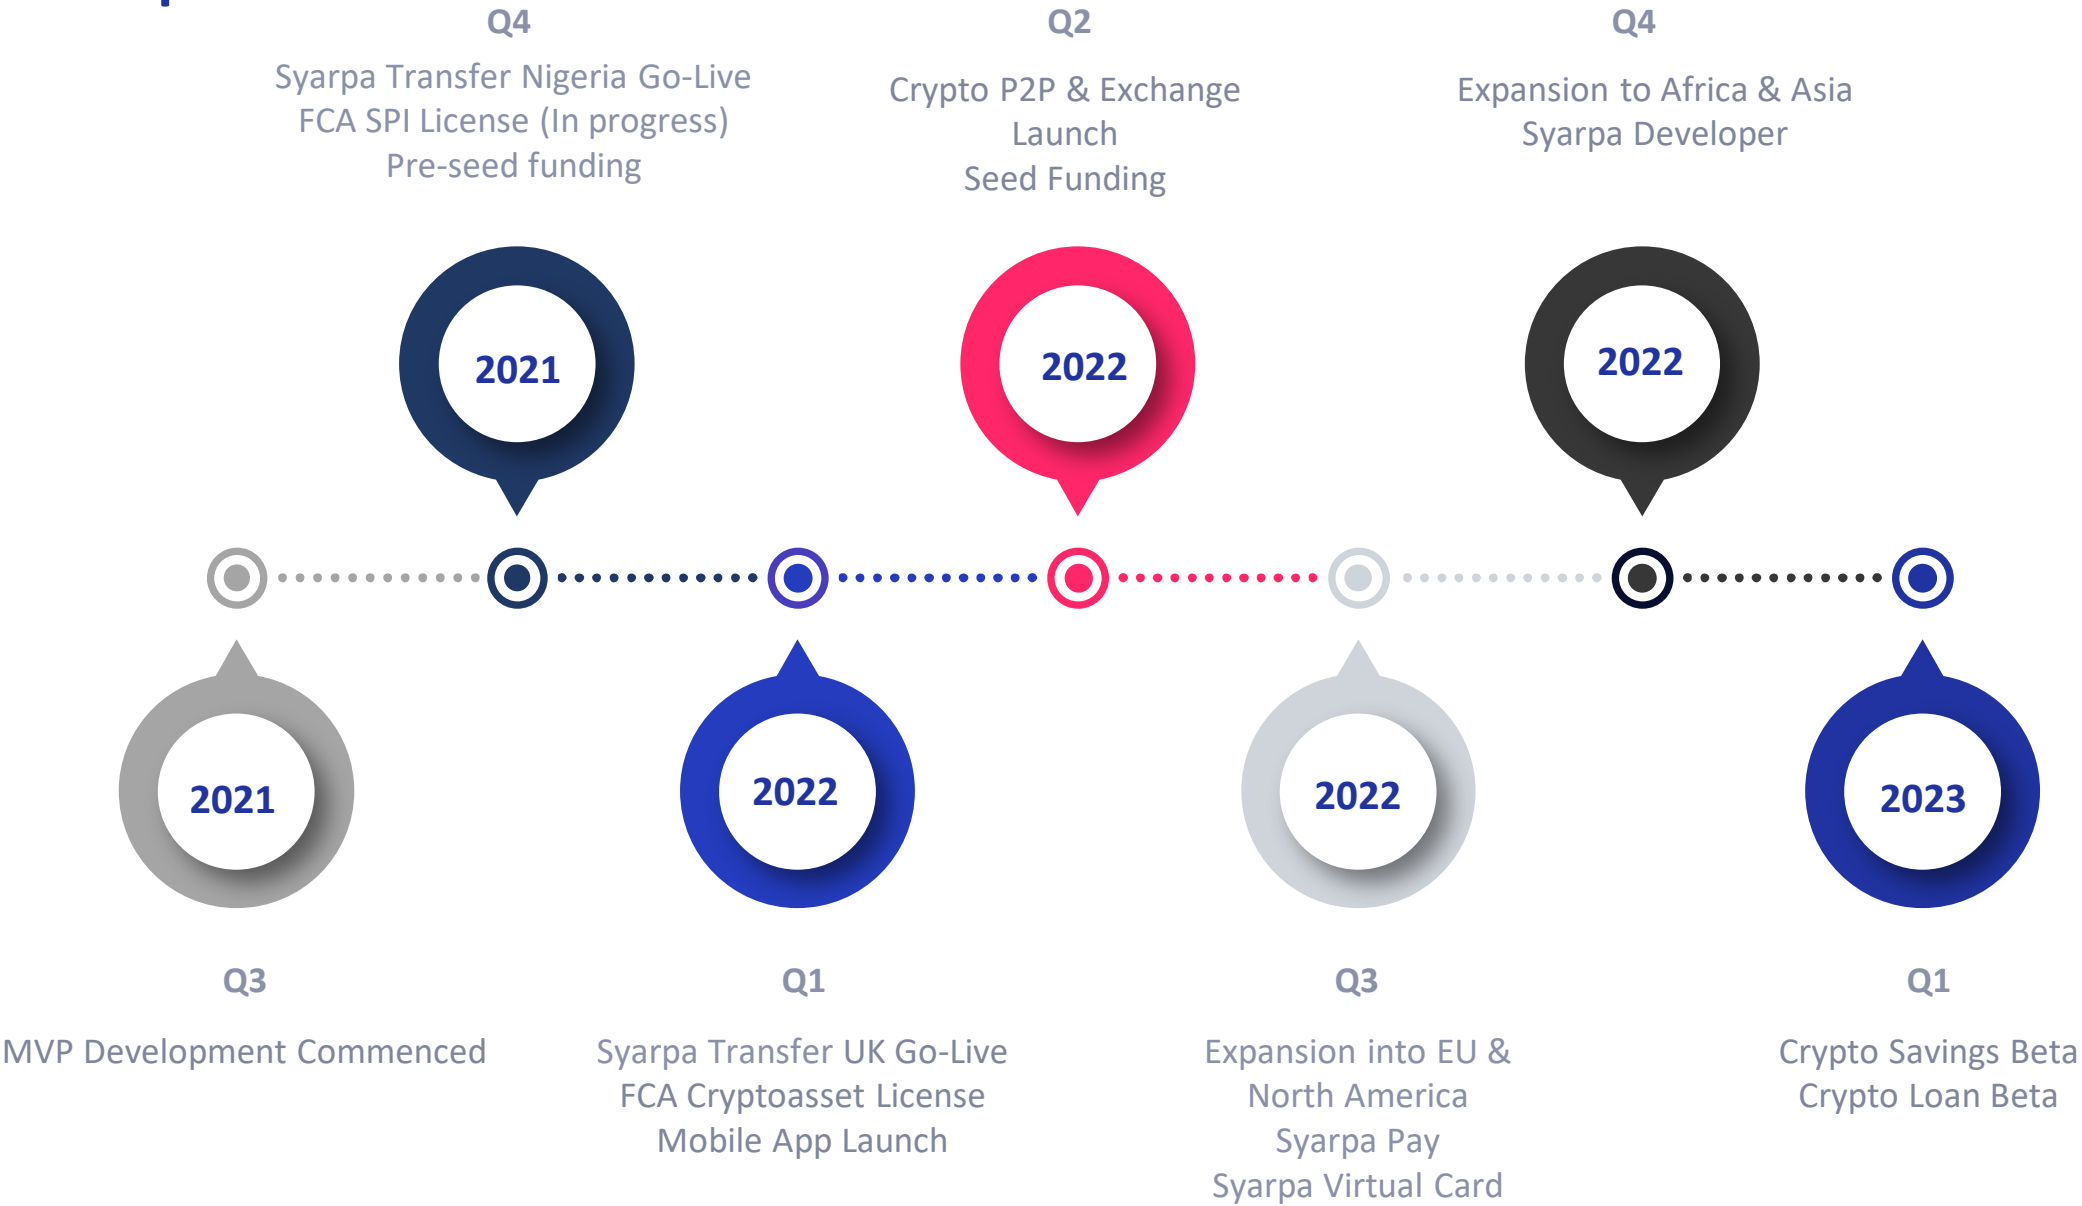 Q4
Syarpa Transfer Nigeria Go-Live
FCA SPI License (In progress)
Pre-seed funding
2021
Q2
Crypto P2P & Exchange
Launch
Seed Funding
2022
Q4
Expansion to Africa & Asia
Syarpa Developer
2022
2021
Q3
MVP Development Commenced
2022
Q1
Syarpa Transfer UK Go-Live
FCA Cryptoasset License
Mobile App Launch
2022
Q3
Expansion into EU &
North America
Syarpa Pay
Syarpa Virtual Card
2023
Q1
Crypto Savings Beta
Crypto Loan Beta